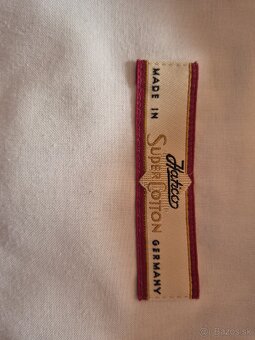 Hatico
MADE IN SUPER COTTON GERMANY
© Bazos.sk